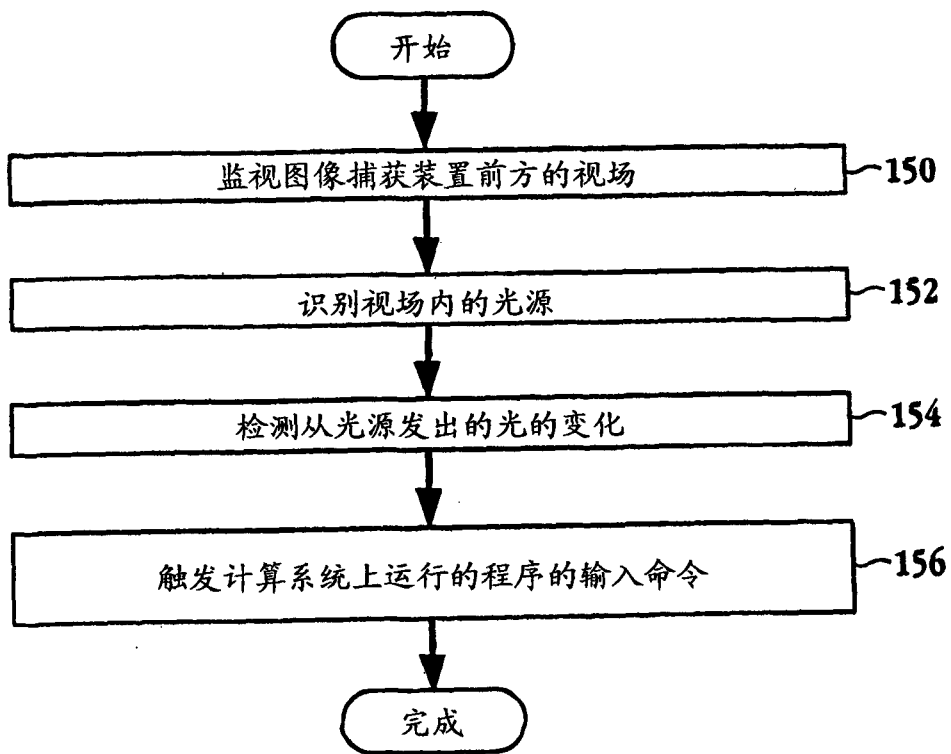 开始
监视图像捕获装置前方的视场
150
识别视场内的光源
152
检测从光源发出的光的变化
154
触发计算系统上运行的程序的输入命令
156
完成